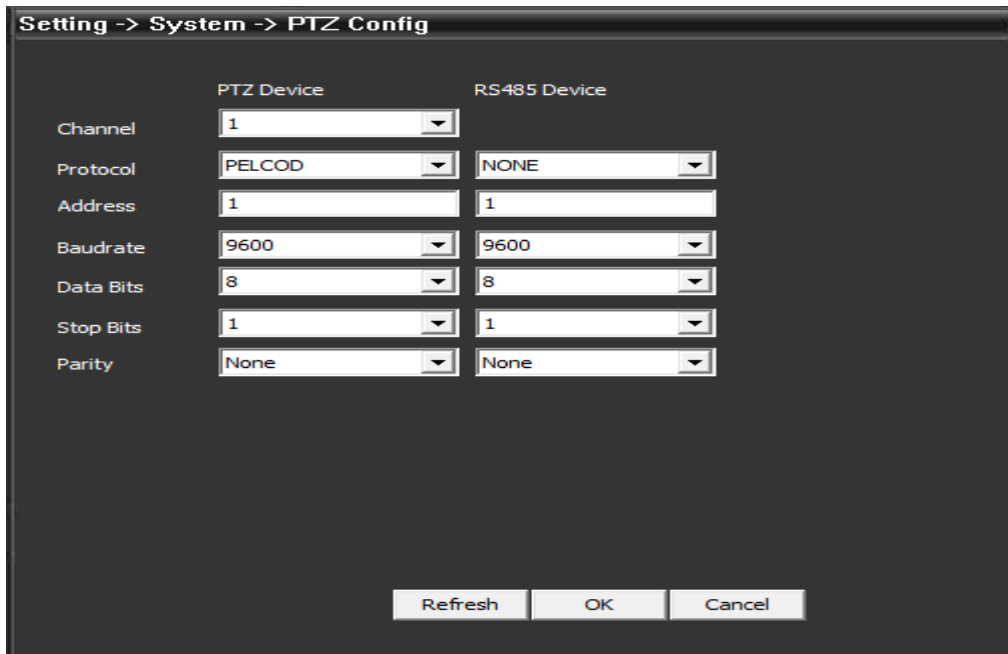 Setting -> System -> PTZ Config
PTZ Device RS485 Device
Channel 1
Protocol PELCOD NONE
Address 1 1
Baudrate 9600 9600
Data Bits 8 8
Stop Bits 1 1
Parity None None
Refresh OK Cancel